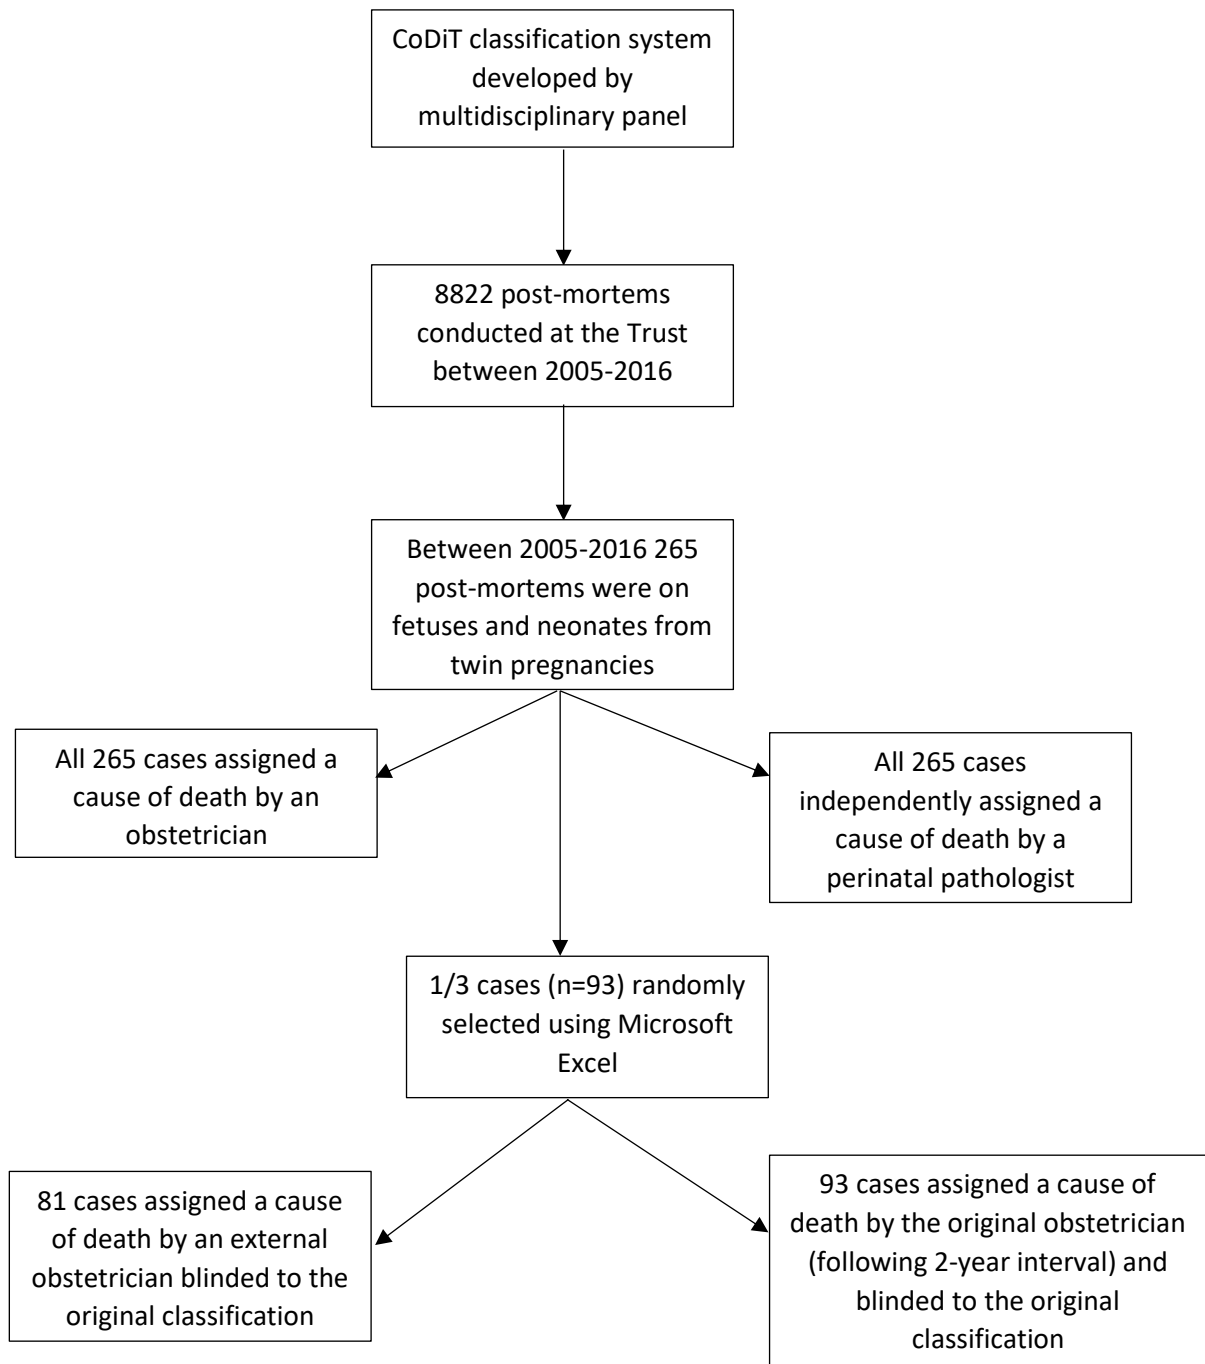 CoDiT classification system
developed by
multidisciplinary panel
8822 post-mortems
conducted at the Trust
between 2005-2016
Between 2005-2016 265
post-mortems were on
fetuses and neonates from
twin pregnancies
All 265 cases assigned a
cause of death by an
obstetrician
All 265 cases
independently assigned a
cause of death by a
perinatal pathologist
1/3 cases (n=93) randomly
selected using Microsoft
Excel
81 cases assigned a cause
of death by an external
obstetrician blinded to the
original classification
93 cases assigned a cause of
death by the original obstetrician
(following 2-year interval) and
blinded to the original
classification